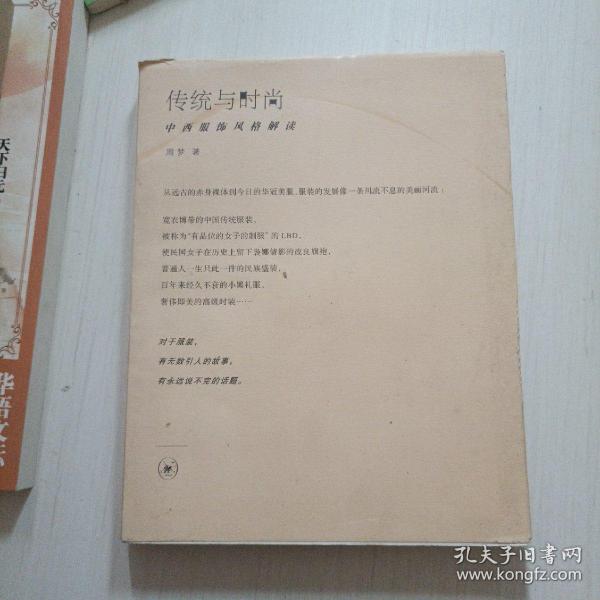 传统与时尚
中西服饰风格解读
周梦 著
从远古的赤身裸体到今日的华冠美服，服装的发展像一条川流不息的美丽河流：
宽衣博带的中国传统服装，
被称为“有品位的女子的制服”的LBD，
使民国女子在历史上留下袅娜倩影的改良旗袍，
普通人一生只此一件的民族盛装，
百年来经久不衰的小黑礼服，
奢侈即美的高级时装……
对于服装，
有无数引人的故事，
有永远说不完的话题。
华语文坛
孔夫子旧书网
www.kongfz.com